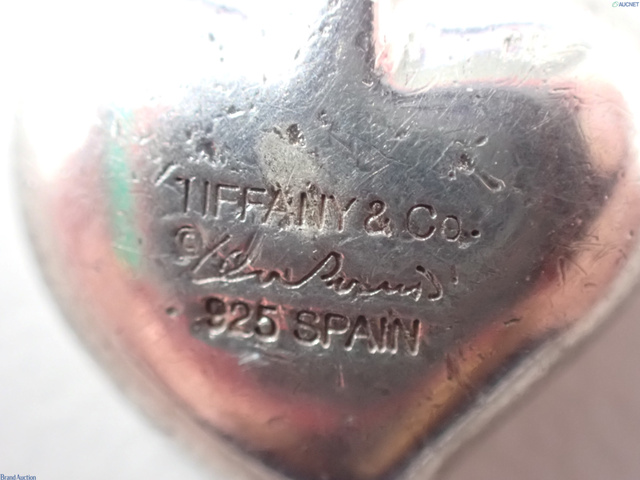 AUCNET
TIFFANY & Co.
©
.925 SPAIN
Brand Auction